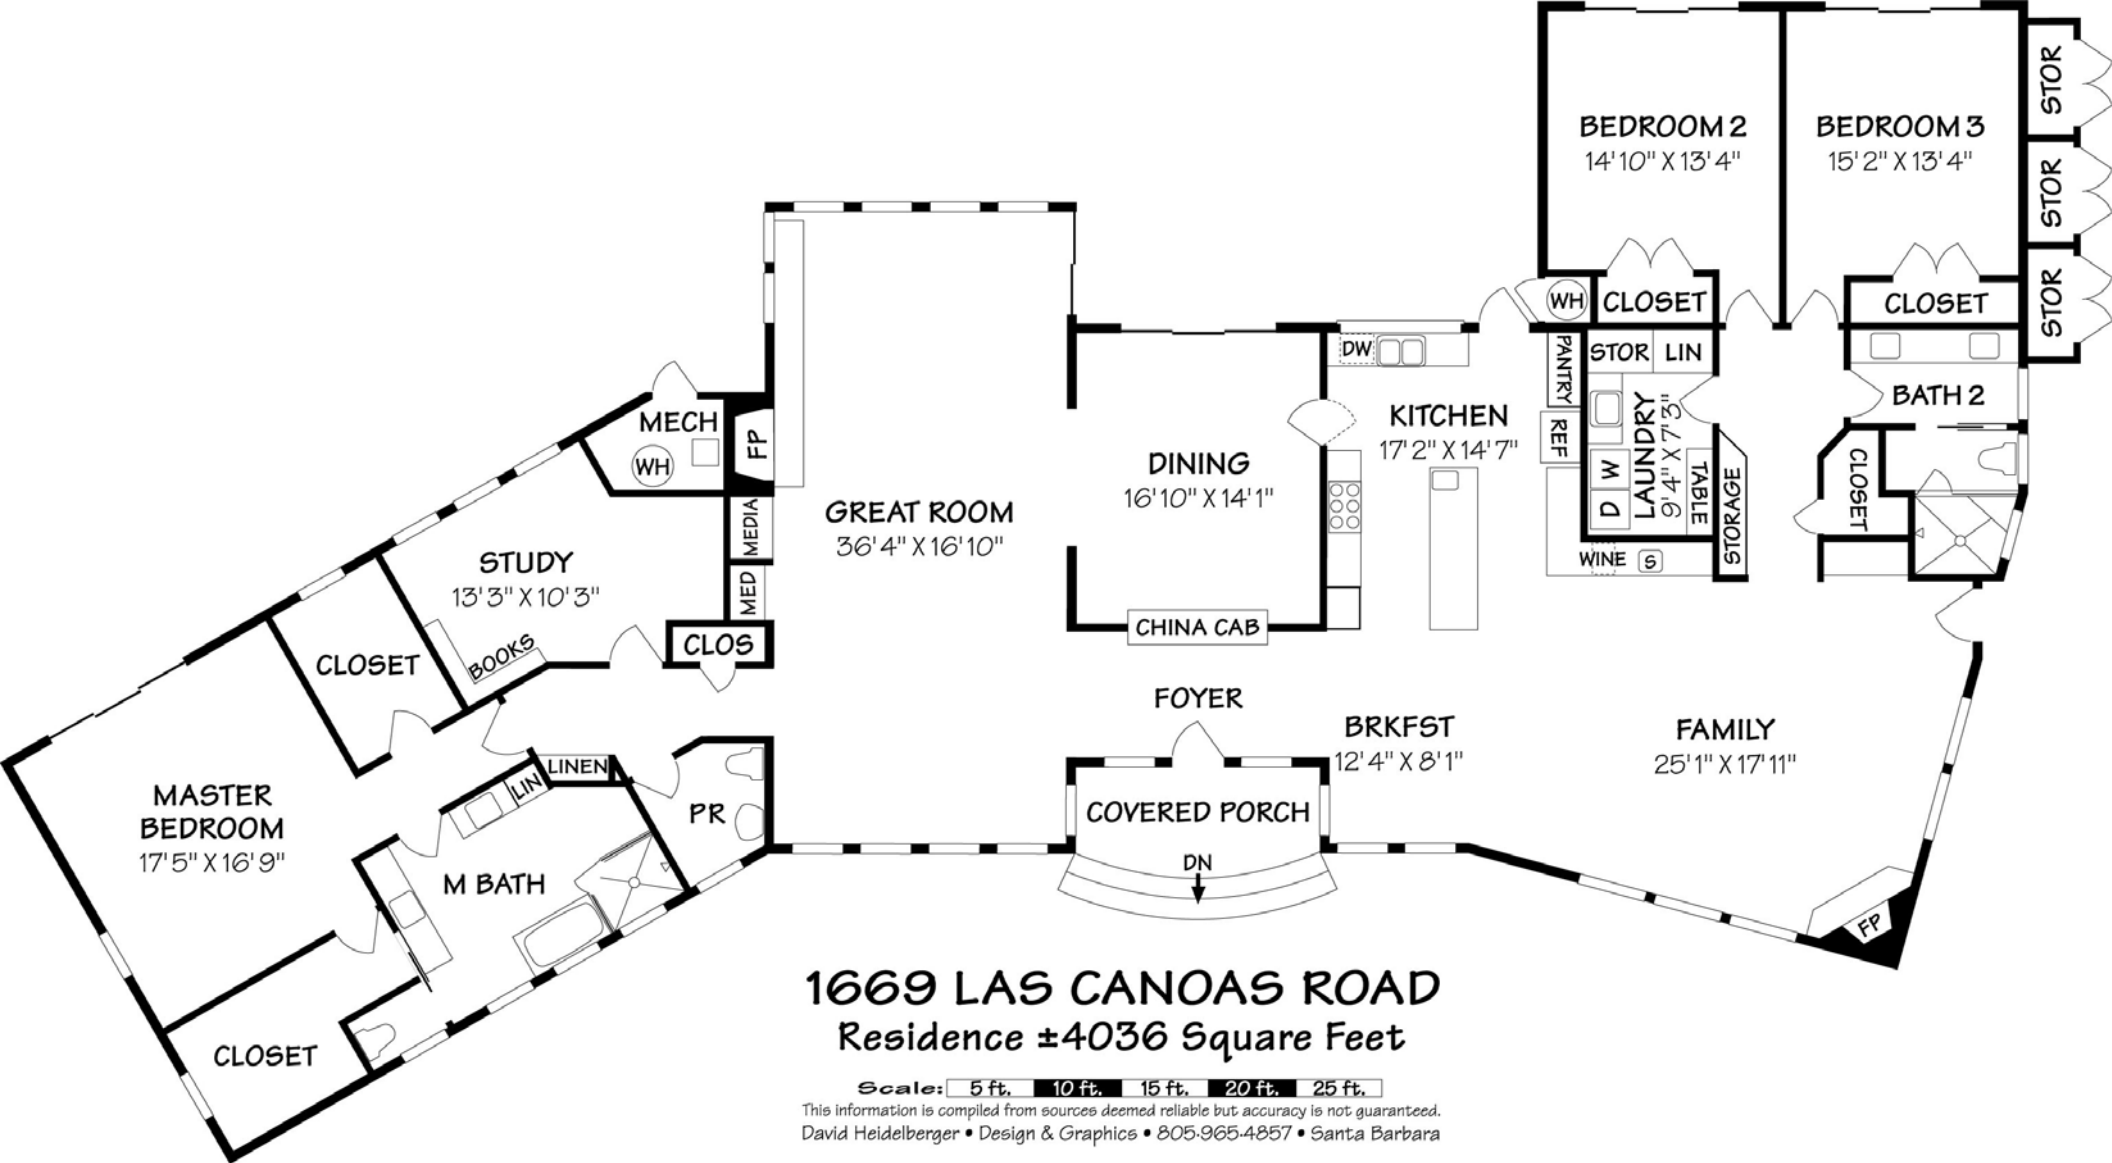 BEDROOM 2
14'10" X 13'4"
BEDROOM 3
15'2" X 13'4"
STOR
STOR
STOR
WH
CLOSET
CLOSET
DW
PANTRY
STOR
LIN
BATH 2
MECH
WH
FP
KITCHEN
17'2" X 14'7"
REF
LAUNDRY
9'4" X 7'3"
W
D
TABLE
STORAGE
CLOSET
DINING
16'10" X 14'1"
GREAT ROOM
36'4" X 16'10"
MEDIA
MED
STUDY
13'3" X 10'3"
BOOKS
CLOS
WINE
S
CHINA CAB
CLOSET
FOYER
BRKFST
12'4" X 8'1"
FAMILY
25'1" X 17'11"
LINEN
LIN
MASTER
BEDROOM
17'5" X 16'9"
PR
COVERED PORCH
DN
M BATH
FP
CLOSET
1669 LAS CANOAS ROAD
Residence ±4036 Square Feet
Scale: 5 ft. 10 ft. 15 ft. 20 ft. 25 ft.
This information is compiled from sources deemed reliable but accuracy is not guaranteed.
David Heidelberger • Design & Graphics • 805-965-4857 • Santa Barbara